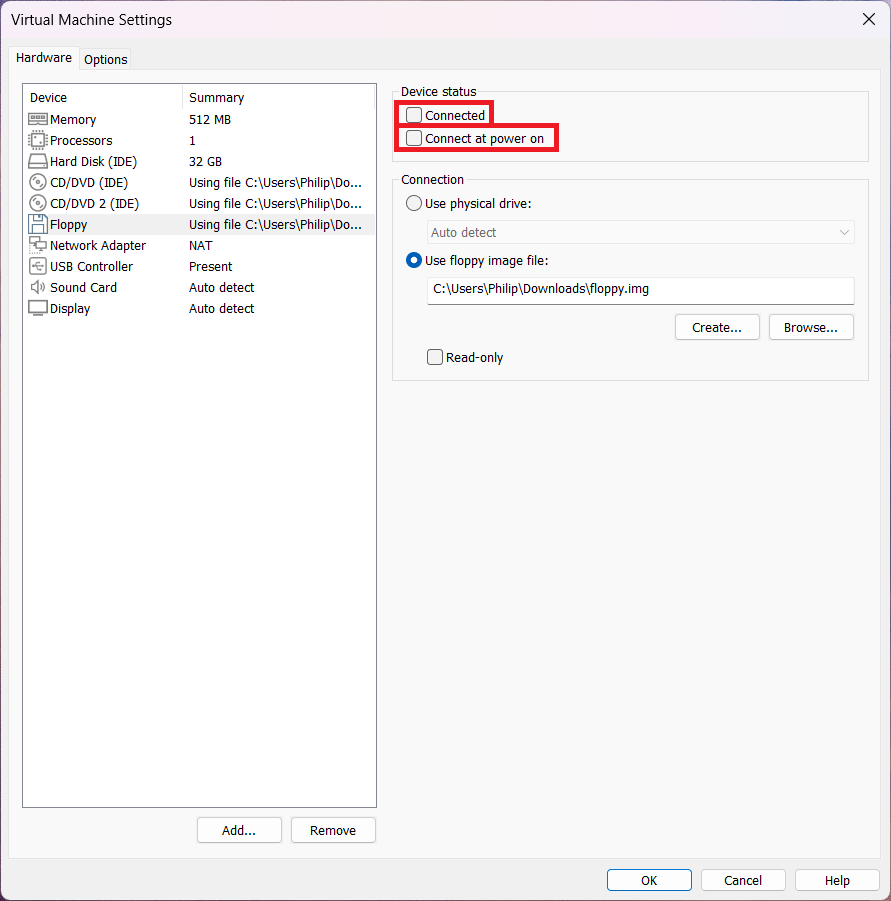 Virtual Machine Settings
Hardware Options
Device Summary
Memory 512 MB
Processors 1
Hard Disk (IDE) 32 GB
CD/DVD (IDE) Using file C:\Users\Philip\Do...
CD/DVD 2 (IDE) Using file C:\Users\Philip\Do...
Floppy Using file C:\Users\Philip\Do...
Network Adapter NAT
USB Controller Present
Sound Card Auto detect
Display Auto detect
Add... Remove
Device status
Connected
Connect at power on
Connection
Use physical drive:
Auto detect
Use floppy image file:
C:\Users\Philip\Downloads\floppy.img
Create... Browse...
Read-only
OK Cancel Help